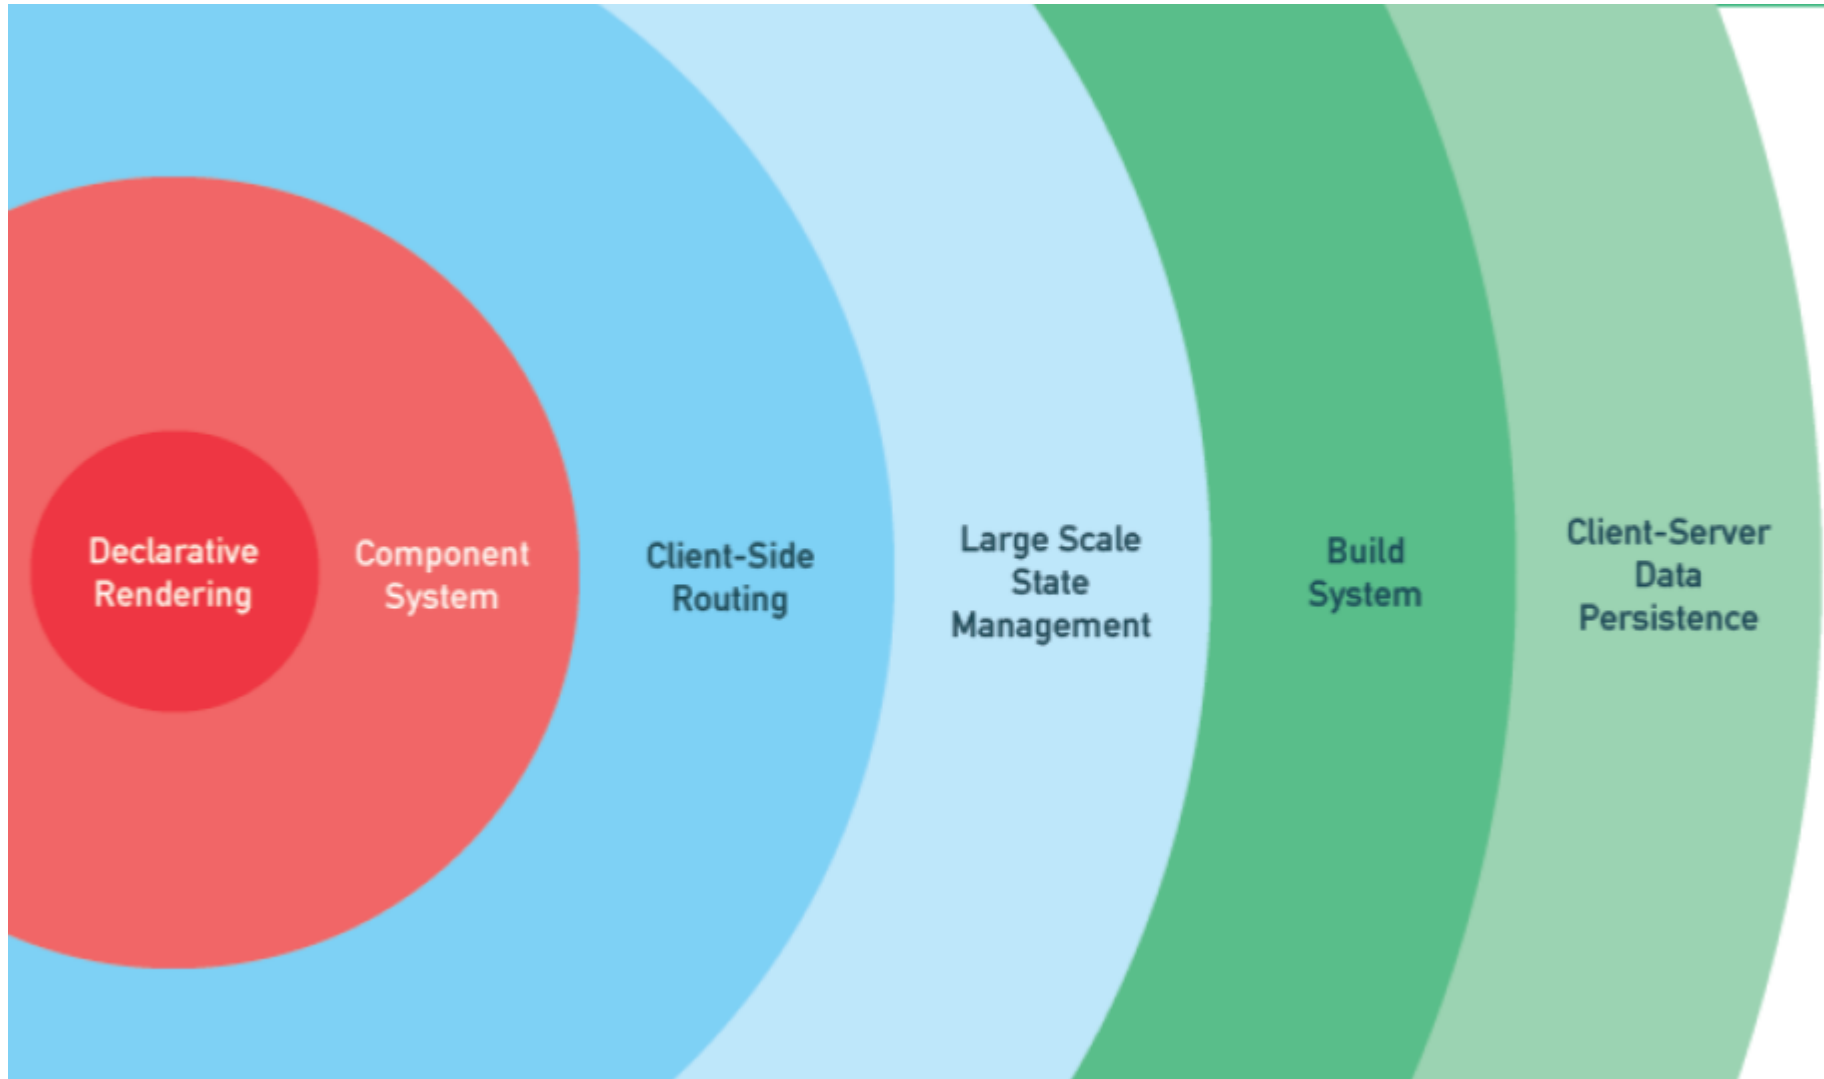 Declarative
Rendering
Component
System
Client-Side
Routing
Large Scale
State
Management
Build
System
Client-Server
Data
Persistence